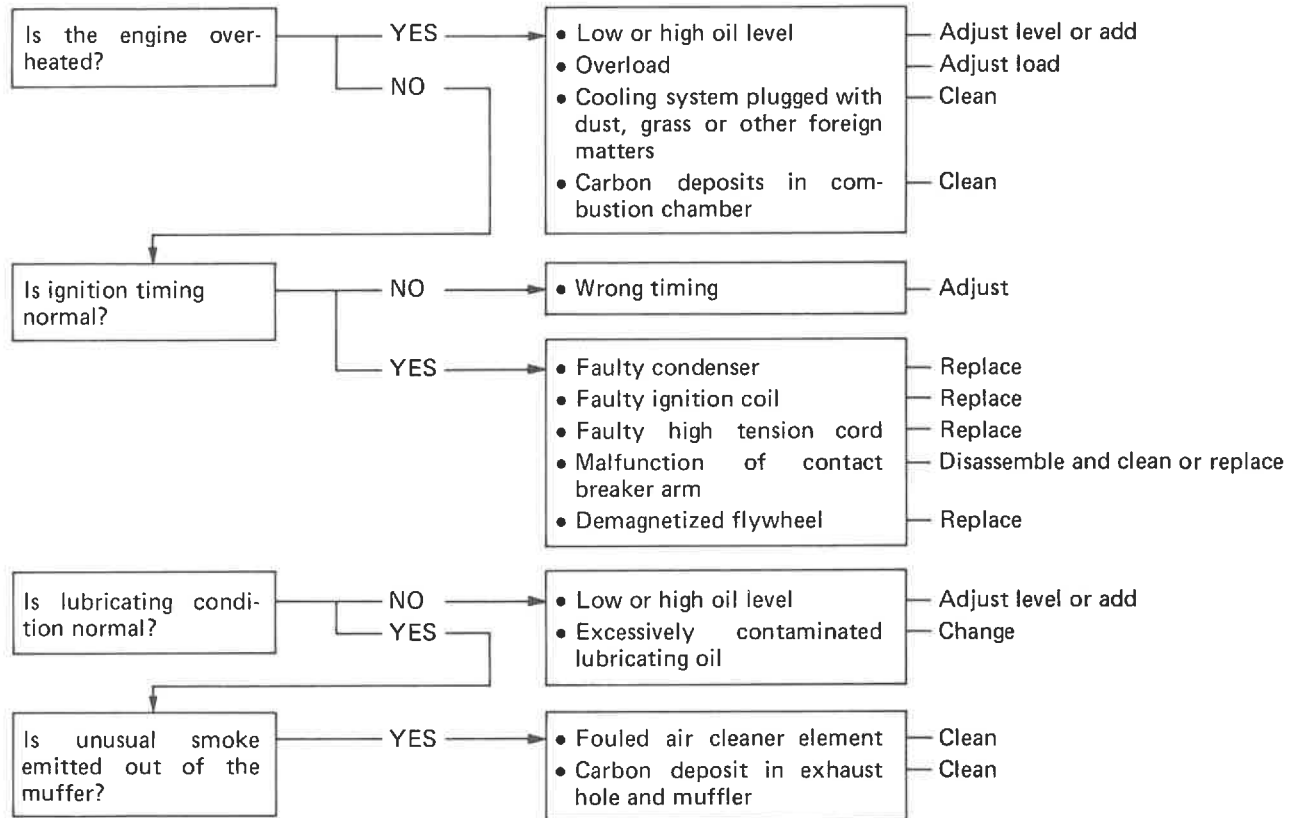 Is the engine over-
heated?
YES
NO
• Low or high oil level
• Overload
• Cooling system plugged with
dust, grass or other foreign
matters
• Carbon deposits in com-
bustion chamber
Adjust level or add
Adjust load
Clean
Clean
Is ignition timing
normal?
NO
• Wrong timing
Adjust
YES
• Faulty condenser
• Faulty ignition coil
• Faulty high tension cord
• Malfunction of contact
breaker arm
• Demagnetized flywheel
Replace
Replace
Replace
Disassemble and clean or replace
Replace
Is lubricating condi-
tion normal?
NO
YES
• Low or high oil level
• Excessively contaminated
lubricating oil
Adjust level or add
Change
Is unusual smoke
emitted out of the
muffer?
YES
• Fouled air cleaner element
• Carbon deposit in exhaust
hole and muffler
Clean
Clean